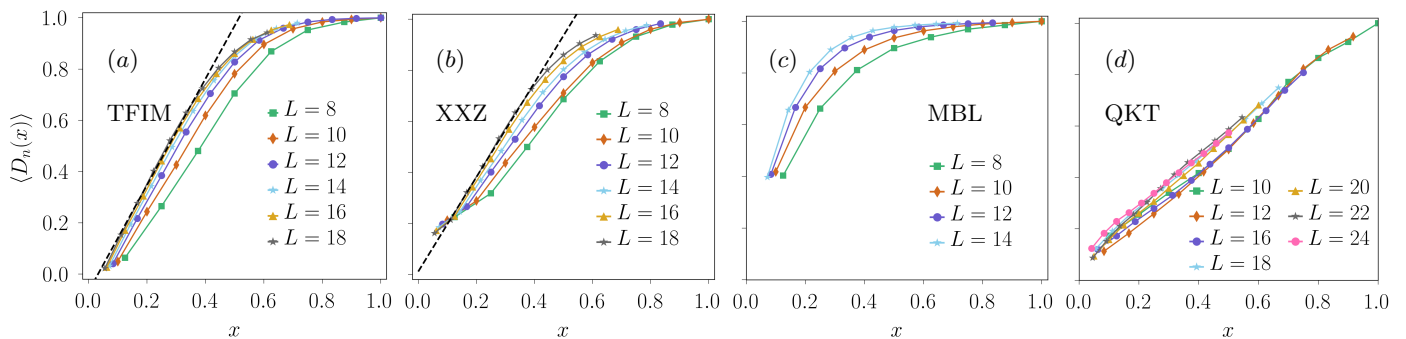 ⟨D_n(x)⟩
1.0
0.8
0.6
0.4
0.2
0.0
(a)
TFIM
L = 8
L = 10
L = 12
L = 14
L = 16
L = 18
0.0 0.2 0.4 0.6 0.8 1.0
x
(b)
XXZ
L = 8
L = 10
L = 12
L = 14
L = 16
L = 18
0.0 0.2 0.4 0.6 0.8 1.0
x
(c)
MBL
L = 8
L = 10
L = 12
L = 14
0.0 0.2 0.4 0.6 0.8 1.0
x
(d)
QKT
L = 10
L = 12
L = 16
L = 18
L = 20
L = 22
L = 24
0.0 0.2 0.4 0.6 0.8 1.0
x